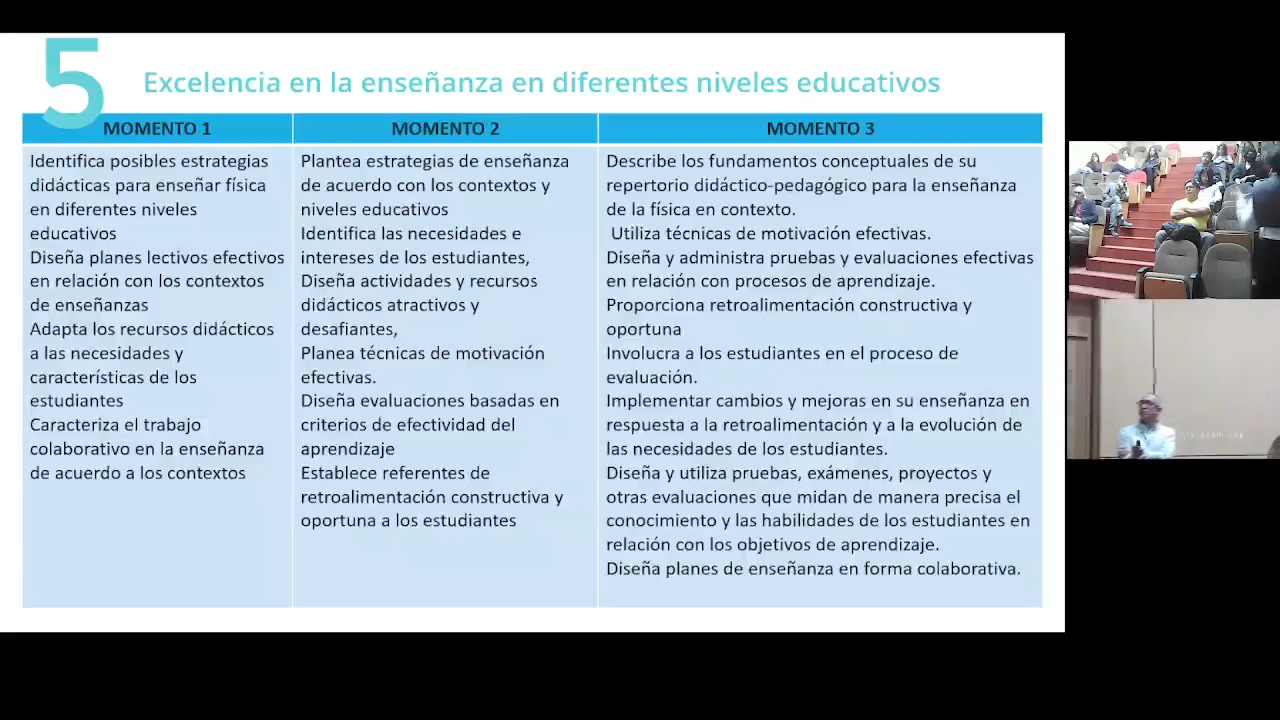 5
Excelencia en la enseñanza en diferentes niveles educativos
MOMENTO 1
Identifica posibles estrategias
didácticas para enseñar física
en diferentes niveles
educativos
Diseña planes lectivos efectivos
en relación con los contextos
de enseñanzas
Adapta los recursos didácticos
a las necesidades y
características de los
estudiantes
Caracteriza el trabajo
colaborativo en la enseñanza
de acuerdo a los contextos
MOMENTO 2
Plantea estrategias de enseñanza
de acuerdo con los contextos y
niveles educativos
Identifica las necesidades e
intereses de los estudiantes,
Diseña actividades y recursos
didácticos atractivos y
desafiantes,
Planea técnicas de motivación
efectivas.
Diseña evaluaciones basadas en
criterios de efectividad del
aprendizaje
Establece referentes de
retroalimentación constructiva y
oportuna a los estudiantes
MOMENTO 3
Describe los fundamentos conceptuales de su
repertorio didáctico-pedagógico para la enseñanza
de la física en contexto.
Utiliza técnicas de motivación efectivas.
Diseña y administra pruebas y evaluaciones efectivas
en relación con procesos de aprendizaje.
Proporciona retroalimentación constructiva y
oportuna
Involucra a los estudiantes en el proceso de
evaluación.
Implementar cambios y mejoras en su enseñanza en
respuesta a la retroalimentación y a la evolución de
las necesidades de los estudiantes.
Diseña y utiliza pruebas, exámenes, proyectos y
otras evaluaciones que midan de manera precisa el
conocimiento y las habilidades de los estudiantes en
relación con los objetivos de aprendizaje.
Diseña planes de enseñanza en forma colaborativa.